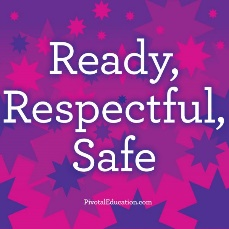 Ready,
Respectful,
Safe
PivotalEducation.com